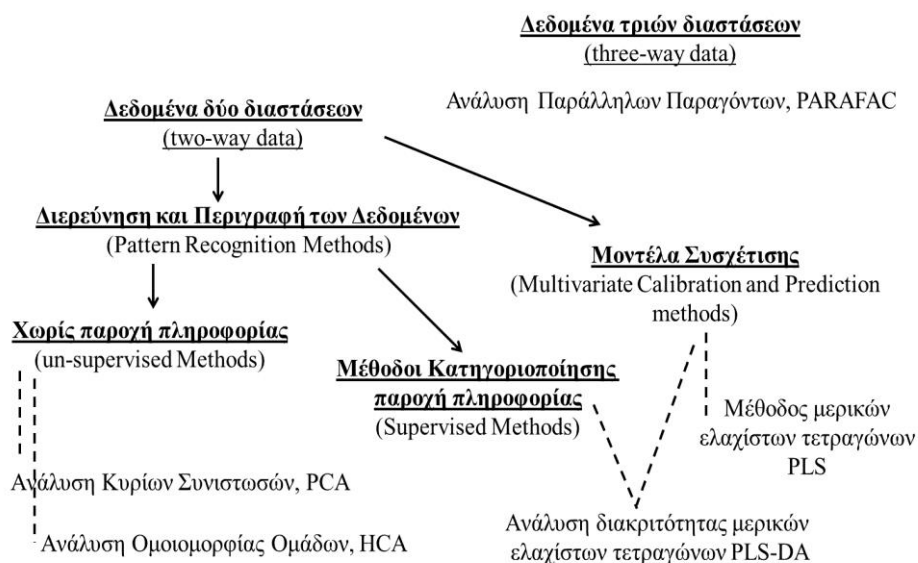 Δεδομένα τριών διαστάσεων
(three-way data)
Ανάλυση Παράλληλων Παραγόντων, PARAFAC
Δεδομένα δύο διαστάσεων
(two-way data)
Διερεύνηση και Περιγραφή των Δεδομένων
(Pattern Recognition Methods)
Μοντέλα Συσχέτισης
(Multivariate Calibration and Prediction
methods)
Χωρίς παροχή πληροφορίας
(un-supervised Methods)
Μέθοδοι Κατηγοριοποίησης
παροχή πληροφορίας
(Supervised Methods)
Μέθοδος μερικών
ελαχίστων τετραγώνων
PLS
Ανάλυση Κυρίων Συνιστωσών, PCA
Ανάλυση Ομοιομορφίας Ομάδων, HCA
Ανάλυση διακριτότητας μερικών
ελαχίστων τετραγώνων PLS-DA